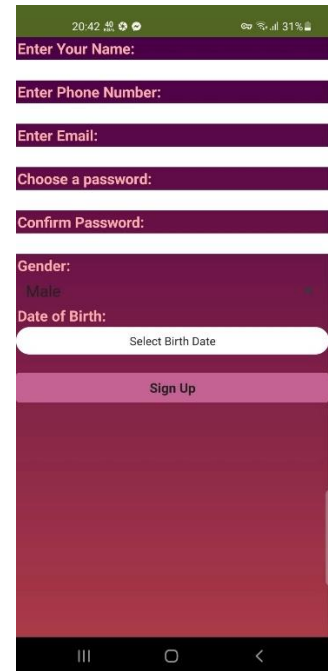 20:42 40 31%
Enter Your Name:
Enter Phone Number:
Enter Email:
Choose a password:
Confirm Password:
Gender:
Male
Date of Birth:
Select Birth Date
Sign Up